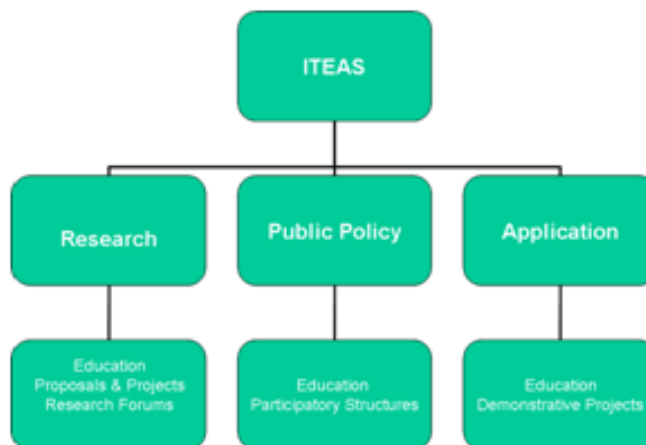 ITEAS
Research
Public Policy
Application
Education
Proposals & Projects
Research Forums
Education
Participatory Structures
Education
Demonstrative Projects